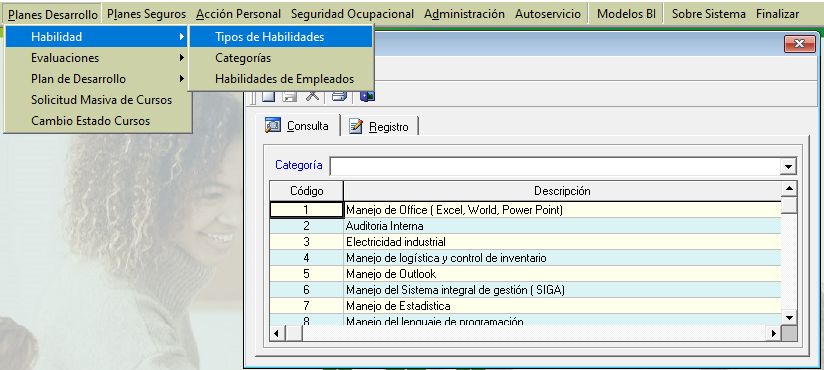 Planes Desarrollo Planes Seguros Acción Personal Seguridad Ocupacional Administración Autoservicio Modelos BI Sobre Sistema Finalizar
Habilidad
Tipos de Habilidades
Evaluaciones
Categorías
Plan de Desarrollo
Habilidades de Empleados
Solicitud Masiva de Cursos
Cambio Estado Cursos
Consulta Registro
Categoría
Código Descripción
1 Manejo de Office ( Excel, World, Power Point)
2 Auditoria Interna
3 Electricidad industrial
4 Manejo de logística y control de inventario
5 Manejo de Outlook
6 Manejo del Sistema integral de gestión ( SIGA)
7 Manejo de Estadistica
8 Manejo del lenguaje de programación